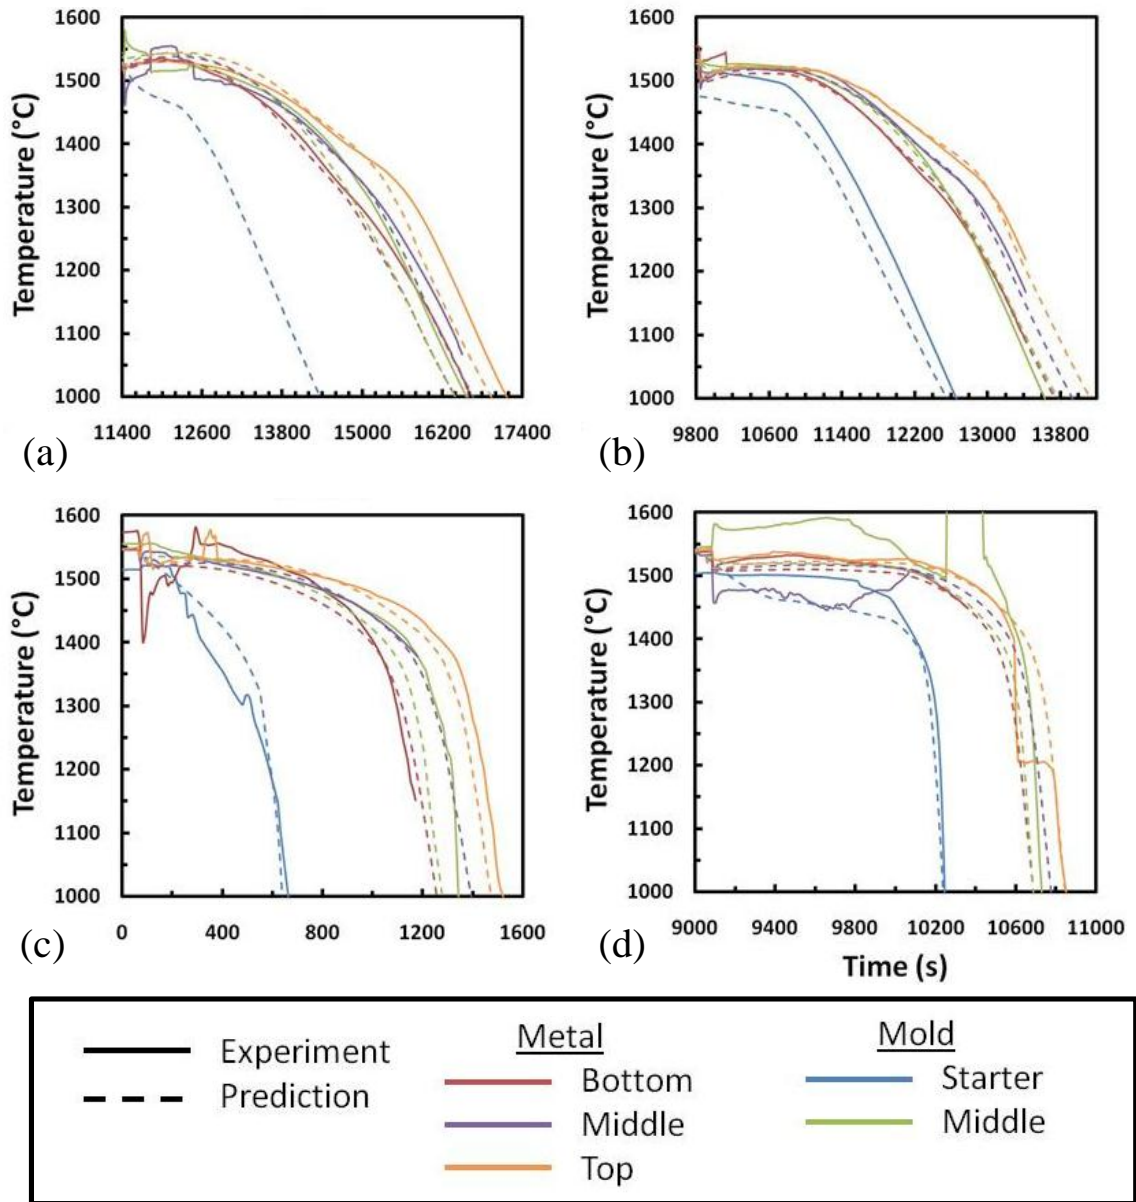 1600
1500
1400
1300
1200
1100
1000
Temperature (°C)
11400 12600 13800 15000 16200 17400
(a)
1600
1500
1400
1300
1200
1100
1000
Temperature (°C)
9800 10600 11400 12200 13000 13800
(b)
1600
1500
1400
1300
1200
1100
1000
Temperature (°C)
0 400 800 1200 1600
(c)
1600
1500
1400
1300
1200
1100
1000
Temperature (°C)
9000 9400 9800 10200 10600 11000
(d)
Time (s)
Experiment
Prediction
Metal
Bottom
Middle
Top
Mold
Starter
Middle